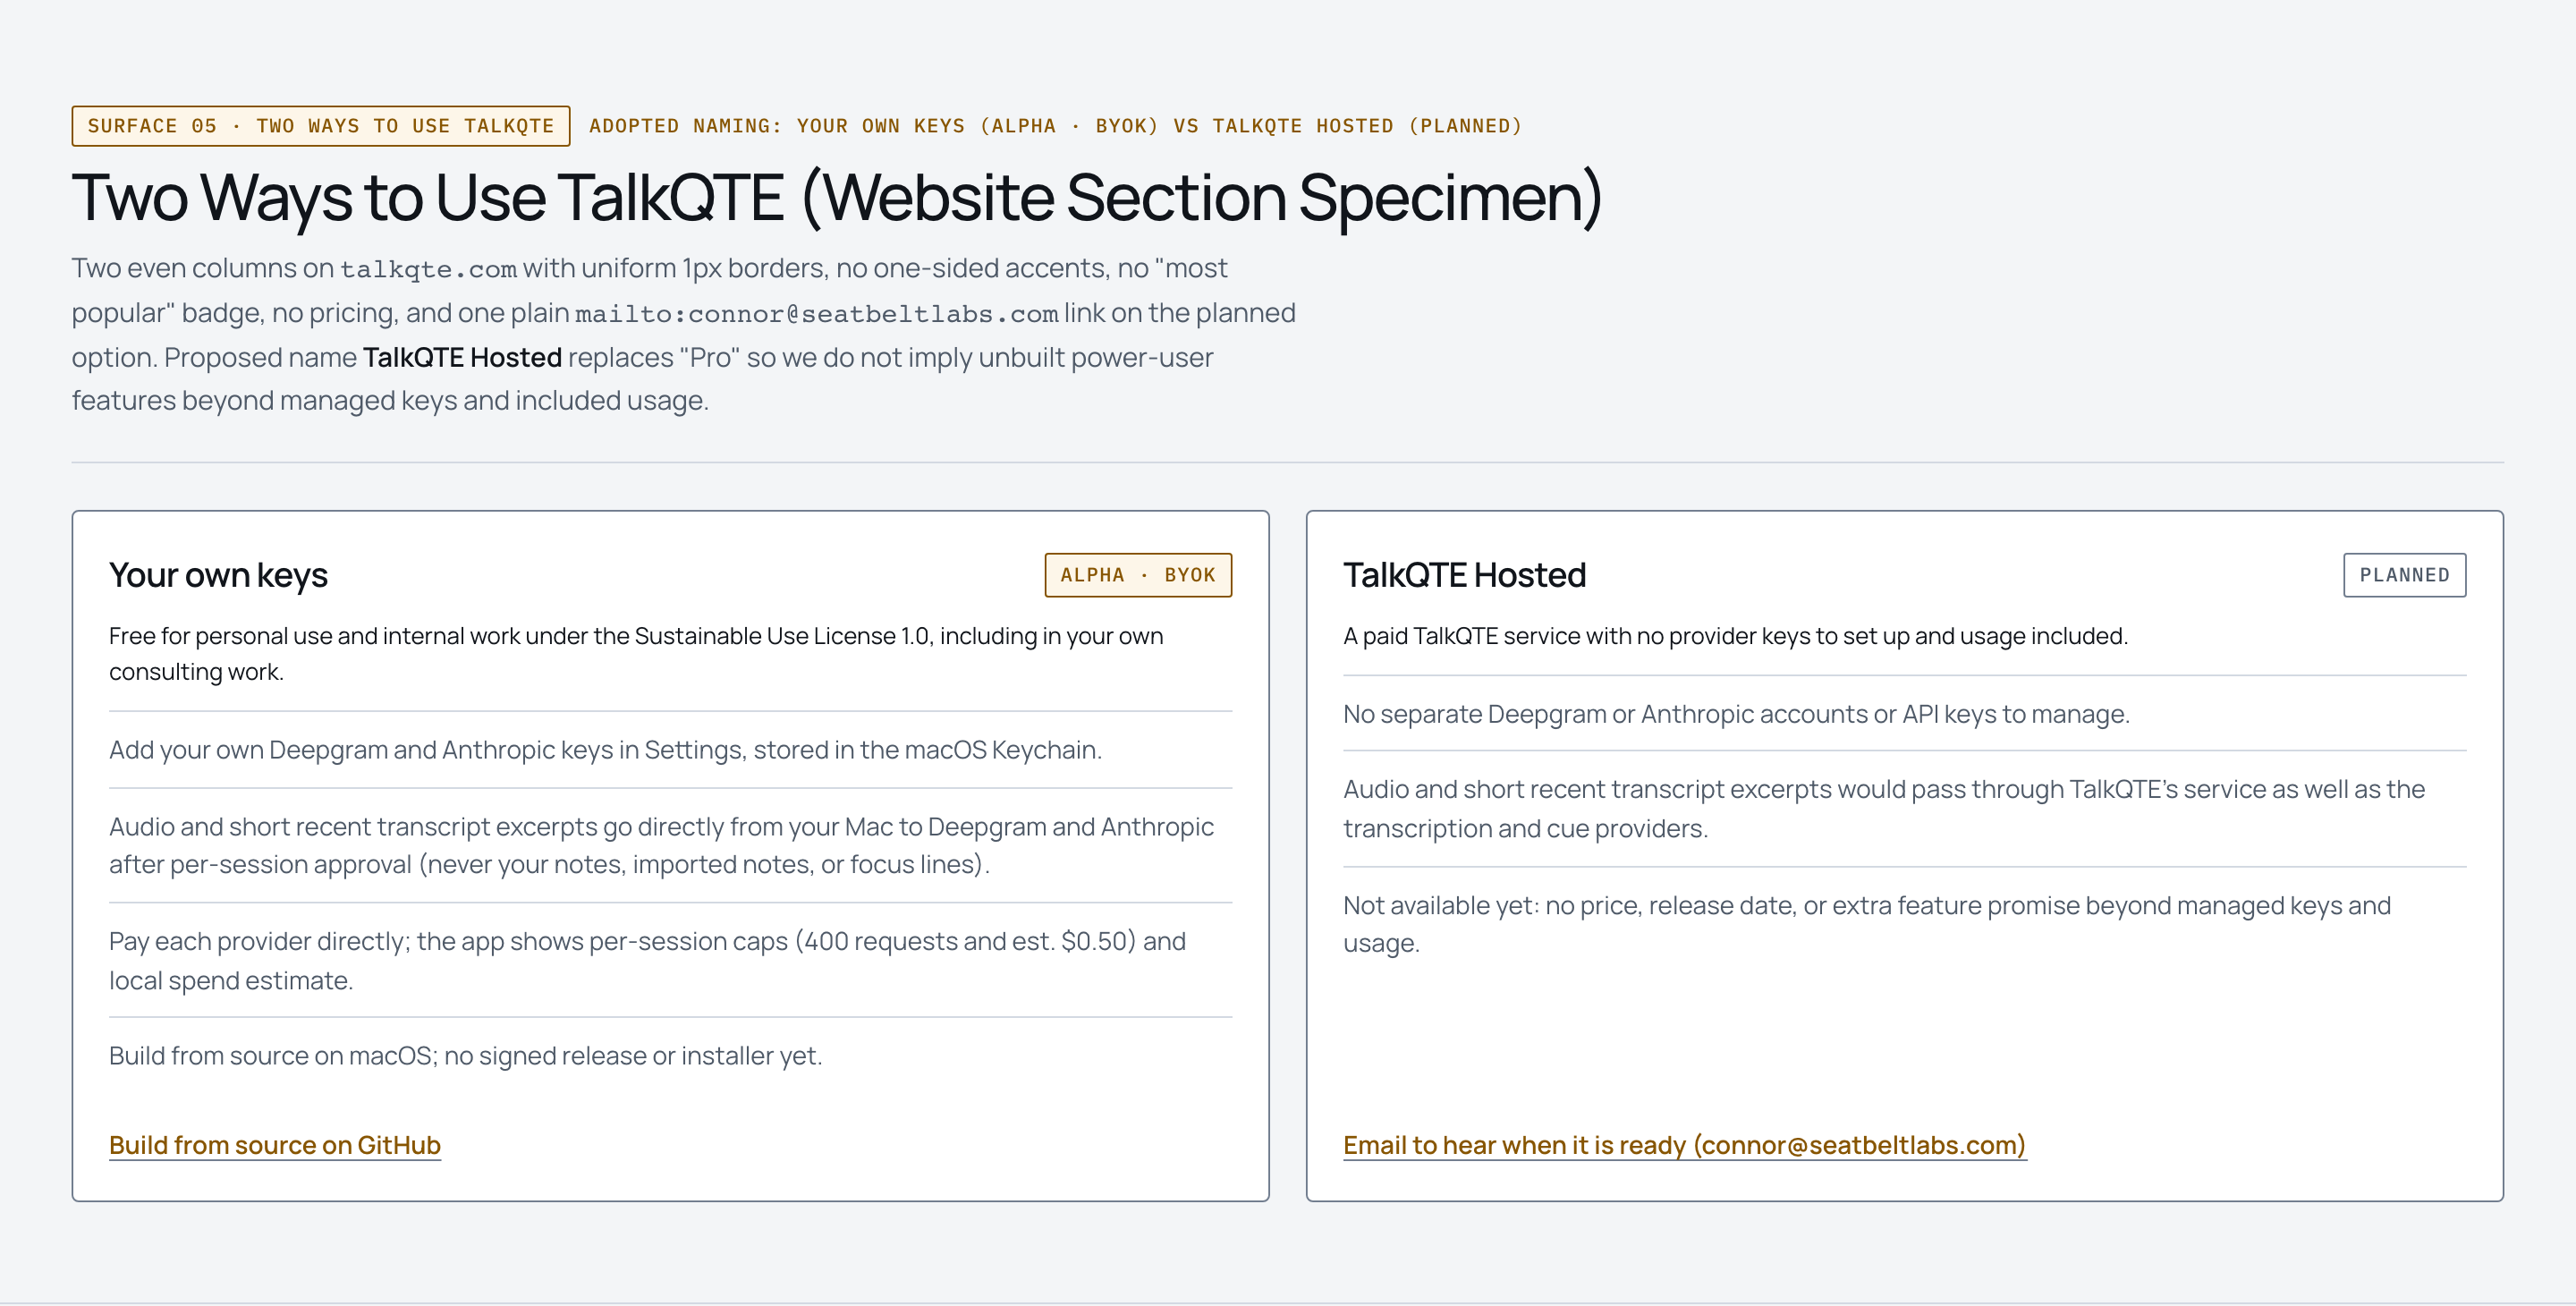 SURFACE 05 · TWO WAYS TO USE TALKQTE
ADOPTED NAMING: YOUR OWN KEYS (ALPHA · BYOK) VS TALKQTE HOSTED (PLANNED)
Two Ways to Use TalkQTE (Website Section Specimen)
Two even columns on talkqte.com with uniform 1px borders, no one-sided accents, no "most
popular" badge, no pricing, and one plain mailto:connor@seatbeltlabs.com link on the planned
option. Proposed name TalkQTE Hosted replaces "Pro" so we do not imply unbuilt power-user
features beyond managed keys and included usage.
Your own keys
ALPHA · BYOK
Free for personal use and internal work under the Sustainable Use License 1.0, including in your own
consulting work.
Add your own Deepgram and Anthropic keys in Settings, stored in the macOS Keychain.
Audio and short recent transcript excerpts go directly from your Mac to Deepgram and Anthropic
after per-session approval (never your notes, imported notes, or focus lines).
Pay each provider directly; the app shows per-session caps (400 requests and est. $0.50) and
local spend estimate.
Build from source on macOS; no signed release or installer yet.
Build from source on GitHub
TalkQTE Hosted
PLANNED
A paid TalkQTE service with no provider keys to set up and usage included.
No separate Deepgram or Anthropic accounts or API keys to manage.
Audio and short recent transcript excerpts would pass through TalkQTE’s service as well as the
transcription and cue providers.
Not available yet: no price, release date, or extra feature promise beyond managed keys and
usage.
Email to hear when it is ready (connor@seatbeltlabs.com)